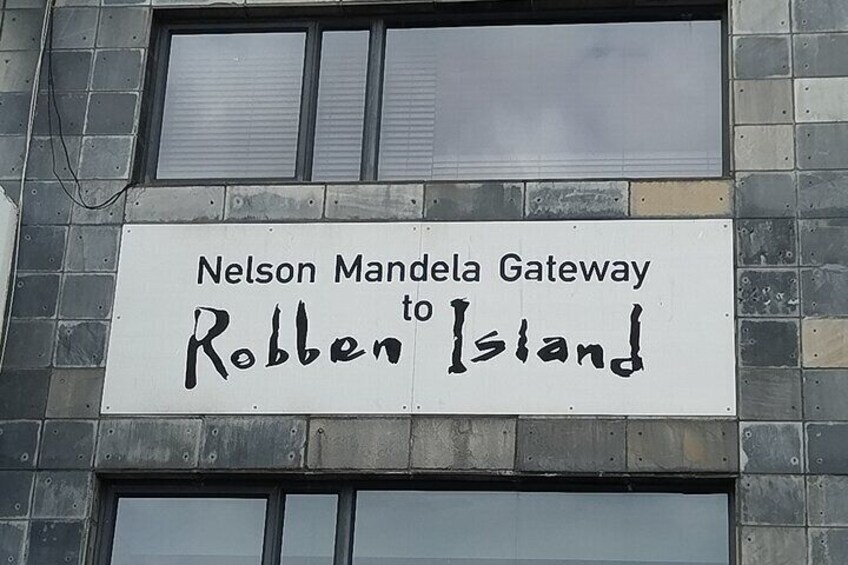 Nelson Mandela Gateway
to
Robben Island